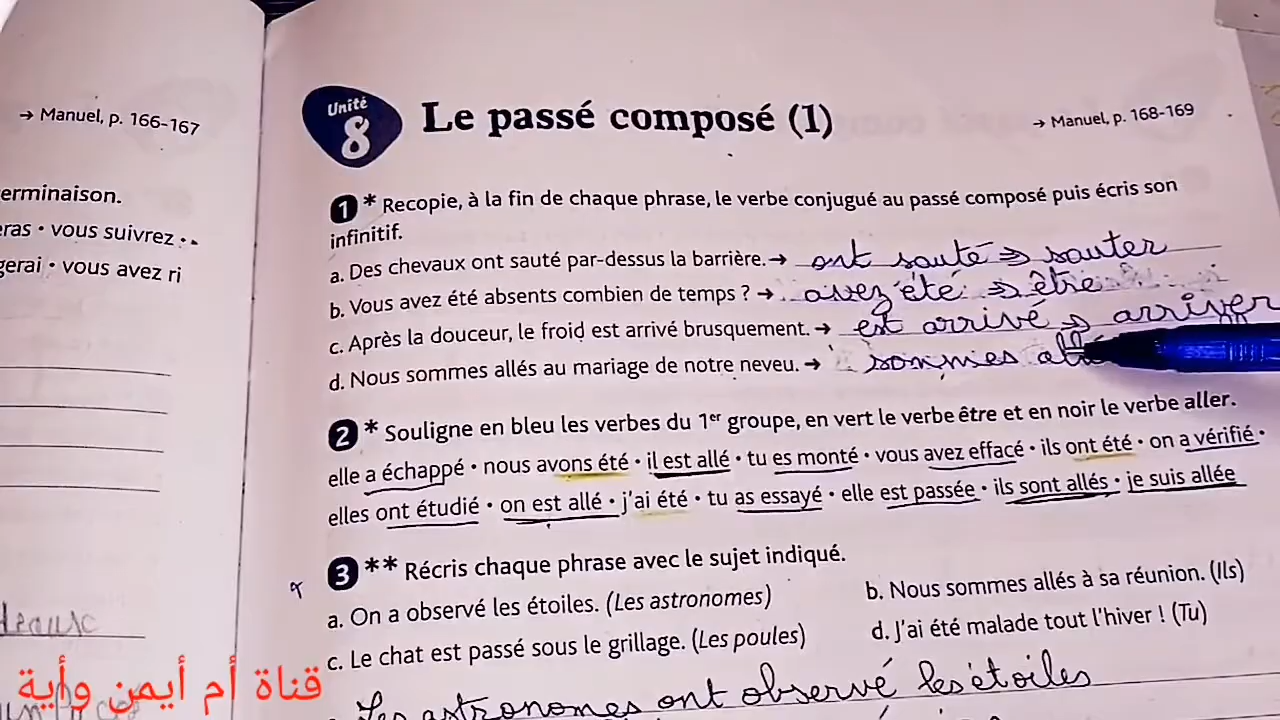 → Manuel, p. 166-167
erminaison.
eras • vous suivrez •
gerai • vous avez ri
Unité 8
Le passé composé (1)
→ Manuel, p. 168-169
1 * Recopie, à la fin de chaque phrase, le verbe conjugué au passé composé puis écris son
infinitif.
a. Des chevaux ont sauté par-dessus la barrière. → ont sauté ⇒ sauter
b. Vous avez été absents combien de temps ? → avez été ⇒ être
c. Après la douceur, le froid est arrivé brusquement. → est arrivé ⇒ arriver
d. Nous sommes allés au mariage de notre neveu. → sommes
2 * Souligne en bleu les verbes du 1er groupe, en vert le verbe être et en noir le verbe aller.
elle a échappé • nous avons été • il est allé • tu es monté • vous avez effacé • ils ont été • on a vérifié •
elles ont étudié • on est allé • j'ai été • tu as essayé • elle est passée • ils sont allés • je suis allée
3 ** Récris chaque phrase avec le sujet indiqué.
a. On a observé les étoiles. (Les astronomes)
b. Nous sommes allés à sa réunion. (Ils)
c. Le chat est passé sous le grillage. (Les poules)
d. J'ai été malade tout l'hiver ! (Tu)
Les astronomes ont observé les étoiles
قناة أم أيمن وأية